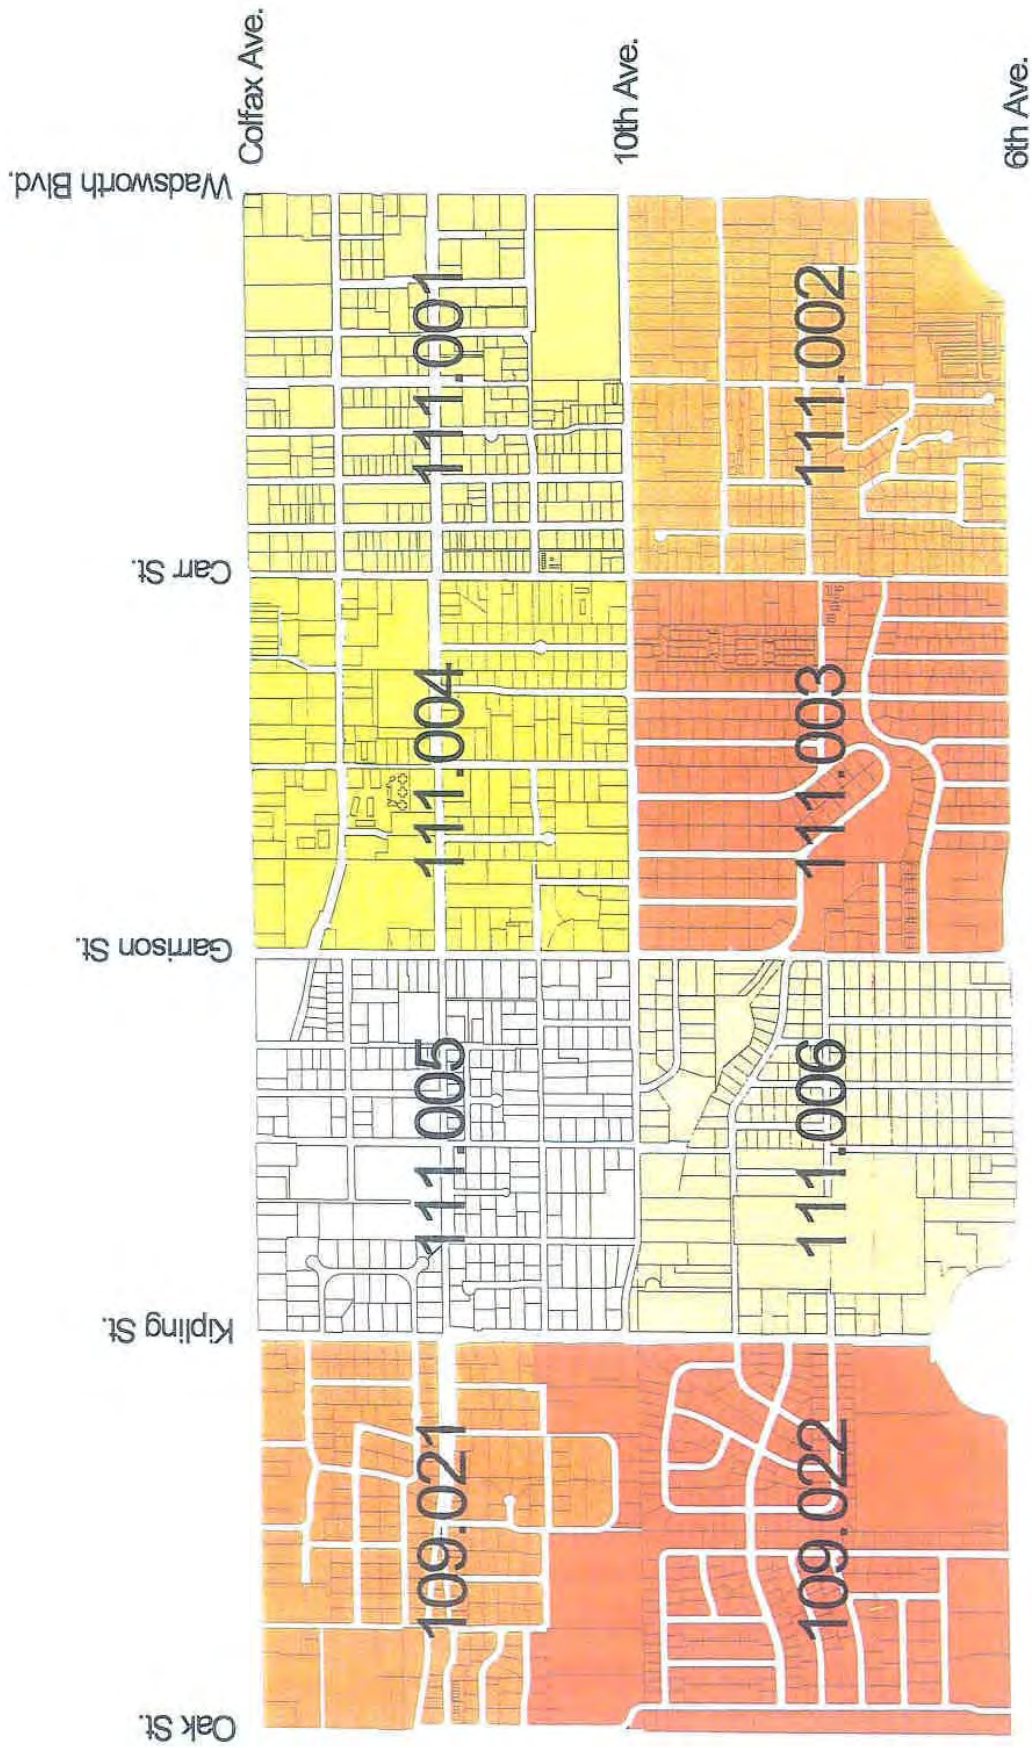 Colfax Ave.
10th Ave.
6th Ave.
Wadsworth Blvd.
Carr St.
Garrison St.
Kipling St.
Oak St.
111.001
111.002
111.004
111.003
111.005
111.006
109.021
109.022